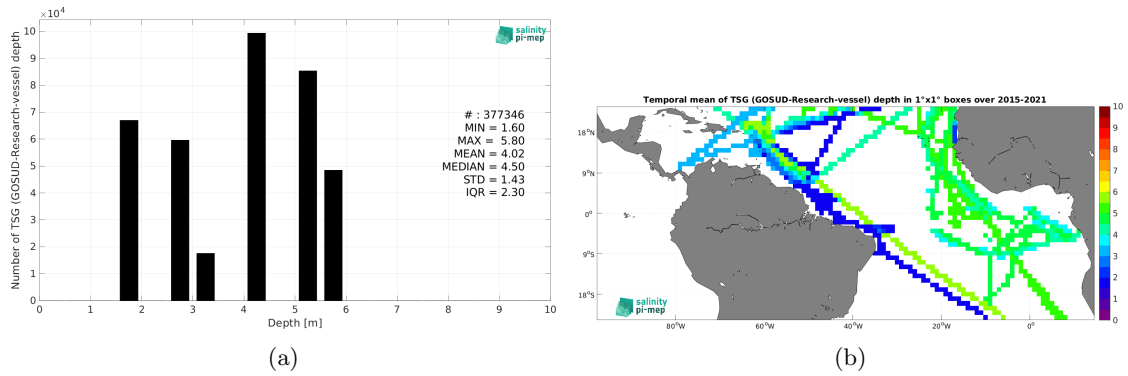 ×10⁴
10
9
8
7
6
5
4
3
2
1
0
Number of TSG (GOSUD-Research-vessel) depth
salinity
pi-mep
# : 377346
MIN = 1.60
MAX = 5.80
MEAN = 4.02
MEDIAN = 4.50
STD = 1.43
IQR = 2.30
0 1 2 3 4 5 6 7 8 9 10
Depth [m]
(a)
Temporal mean of TSG (GOSUD-Research-vessel) depth in 1°x1° boxes over 2015-2021
18°N
9°N
0°
9°S
18°S
salinity
pi-mep
80°W 60°W 40°W 20°W 0°
10
9
8
7
6
5
4
3
2
1
0
(b)